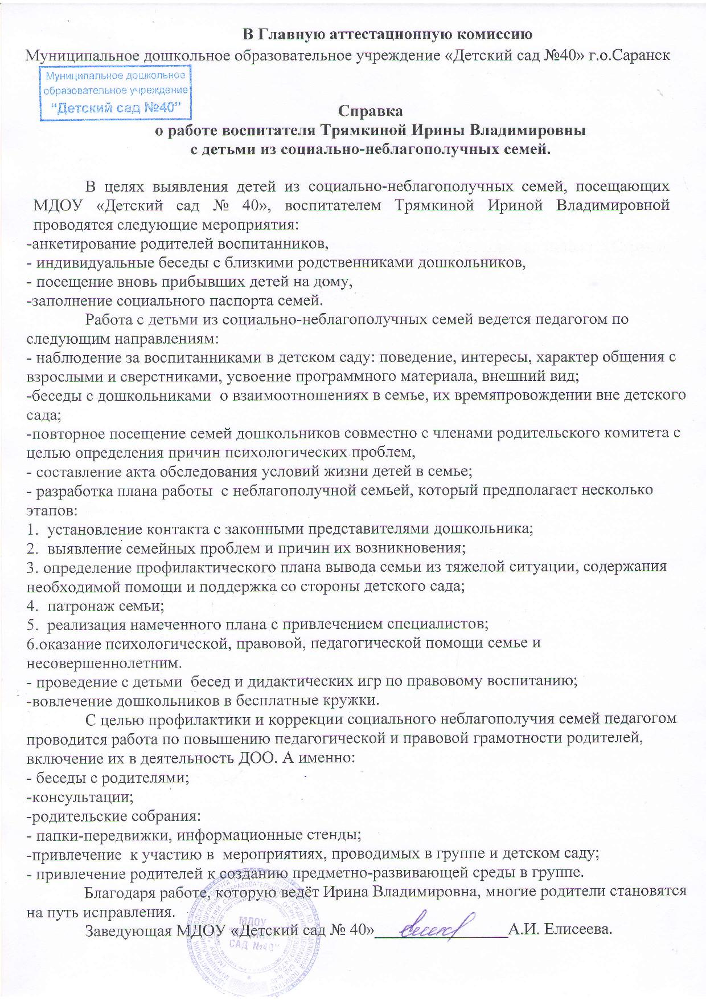 В Главную аттестационную комиссию
Муниципальное дошкольное образовательное учреждение «Детский сад №40» г.о.Саранск
Муниципальное дошкольное
образовательное учреждение
“Детский сад №40”
Справка
о работе воспитателя Трямкиной Ирины Владимировны
с детьми из социально-неблагополучных семей.
В целях выявления детей из социально-неблагополучных семей, посещающих
МДОУ «Детский сад № 40», воспитателем Трямкиной Ириной Владимировной
проводятся следующие мероприятия:
-анкетирование родителей воспитанников,
- индивидуальные беседы с близкими родственниками дошкольников,
- посещение вновь прибывших детей на дому,
-заполнение социального паспорта семей.
Работа с детьми из социально-неблагополучных семей ведется педагогом по
следующим направлениям:
- наблюдение за воспитанниками в детском саду: поведение, интересы, характер общения с
взрослыми и сверстниками, усвоение программного материала, внешний вид;
-беседы с дошкольниками  о взаимоотношениях в семье, их времяпровождении вне детского
сада;
-повторное посещение семей дошкольников совместно с членами родительского комитета с
целью определения причин психологических проблем,
- составление акта обследования условий жизни детей в семье;
- разработка плана работы  с неблагополучной семьей, который предполагает несколько
этапов:
1.  установление контакта с законными представителями дошкольника;
2.  выявление семейных проблем и причин их возникновения;
3. определение профилактического плана вывода семьи из тяжелой ситуации, содержания
необходимой помощи и поддержка со стороны детского сада;
4.  патронаж семьи;
5.  реализация намеченного плана с привлечением специалистов;
6.оказание психологической, правовой, педагогической помощи семье и
несовершеннолетним.
- проведение с детьми  бесед и дидактических игр по правовому воспитанию;
-вовлечение дошкольников в бесплатные кружки.
С целью профилактики и коррекции социального неблагополучия семей педагогом
проводится работа по повышению педагогической и правовой грамотности родителей,
включение их в деятельность ДОО. А именно:
- беседы с родителями;
-консультации;
-родительские собрания:
- папки-передвижки, информационные стенды;
-привлечение  к участию в  мероприятиях, проводимых в группе и детском саду;
- привлечение родителей к созданию предметно-развивающей среды в группе.
Благодаря работе, которую ведёт Ирина Владимировна, многие родители становятся
на путь исправления.
Заведующая МДОУ «Детский сад № 40»________________А.И. Елисеева.
МДОУ
"ДЕТСКИЙ
САД №40"